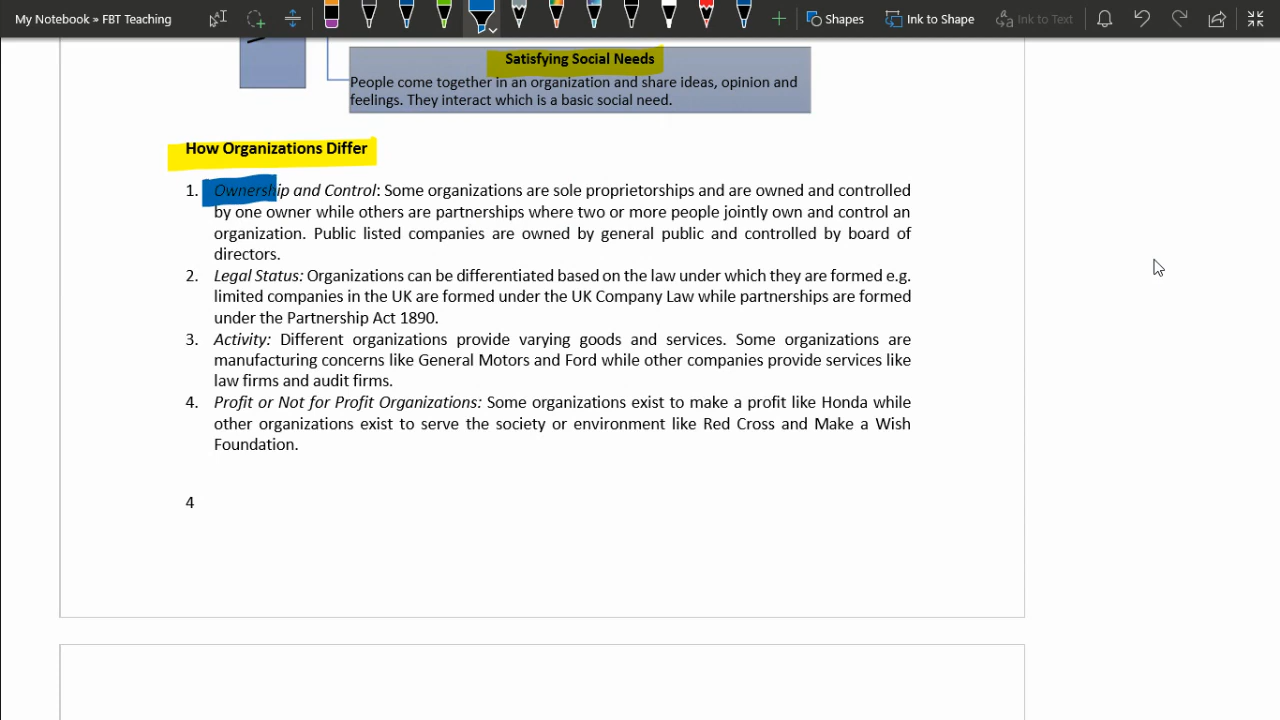 My Notebook » FBT Teaching
Shapes
Ink to Shape
Ink to Text
Satisfying Social Needs
People come together in an organization and share ideas, opinion and
feelings. They interact which is a basic social need.
How Organizations Differ
1. Ownership and Control: Some organizations are sole proprietorships and are owned and controlled
by one owner while others are partnerships where two or more people jointly own and control an
organization. Public listed companies are owned by general public and controlled by board of
directors.
2. Legal Status: Organizations can be differentiated based on the law under which they are formed e.g.
limited companies in the UK are formed under the UK Company Law while partnerships are formed
under the Partnership Act 1890.
3. Activity: Different organizations provide varying goods and services. Some organizations are
manufacturing concerns like General Motors and Ford while other companies provide services like
law firms and audit firms.
4. Profit or Not for Profit Organizations: Some organizations exist to make a profit like Honda while
other organizations exist to serve the society or environment like Red Cross and Make a Wish
Foundation.
4